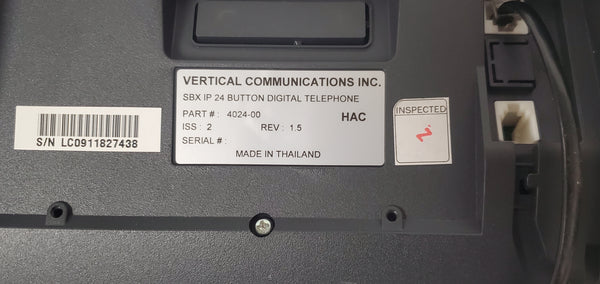 VERTICAL COMMUNICATIONS INC.
SBX IP 24 BUTTON DIGITAL TELEPHONE
PART # : 4024-00 HAC
ISS : 2 REV : 1.5
SERIAL # :
MADE IN THAILAND
S/N LC0911827438
INSPECTED